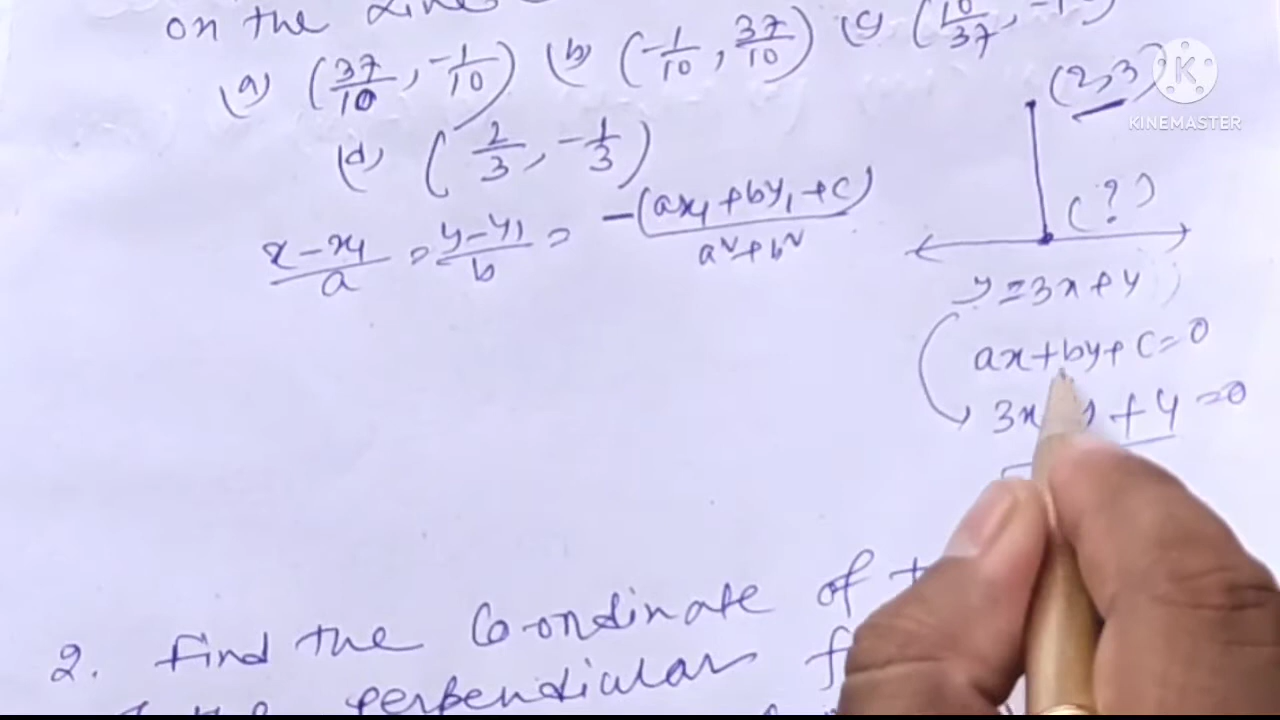 on the Line
(a) (37/10, -1/10) (b) (-1/10, 37/10) (c) (10/37,
(d) (2/3, -1/3)
(2,3)
KINEMASTER
x-x₁/a = y-y₁/b = -(ax₁+by₁+c)/a²+b²
(?)
y=3x+4
ax+by+c=0
3x +4=0
2. Find the Co-ordinate of
perpendicular